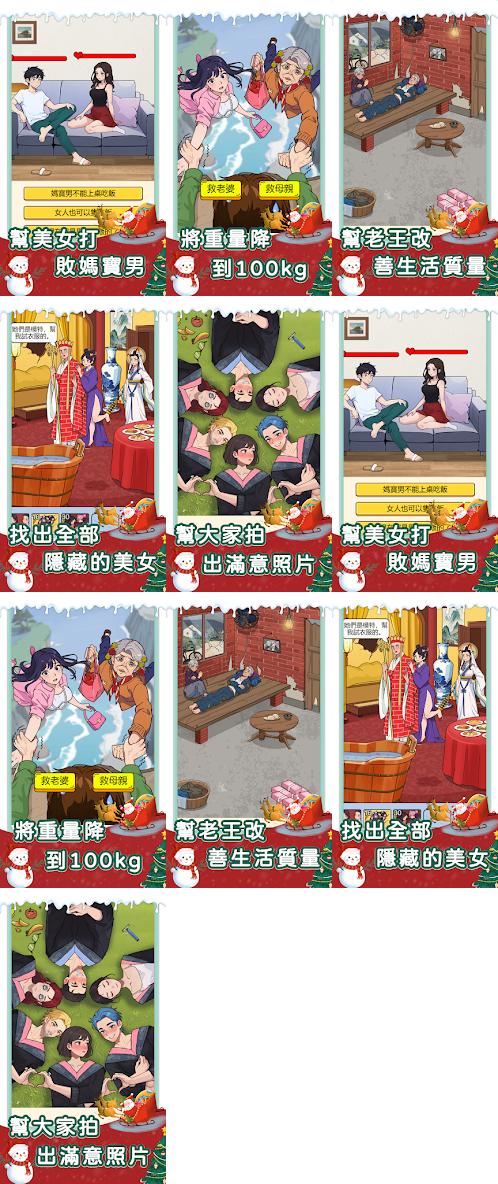 媽寶男不能上桌吃飯
女人也可以
幫美女打
敗媽寶男
救老婆
救母親
將重量降
到100kg
幫老王改
善生活質量
她們是模特，幫
我試衣服的。
找出全部
隱藏的美女
幫大家拍
出滿意照片
媽寶男不能上桌吃飯
女人也可以
幫美女打
敗媽寶男
救老婆
救母親
將重量降
到100kg
幫老王改
善生活質量
她們是模特，幫
我試衣服的。
找出全部
隱藏的美女
幫大家拍
出滿意照片